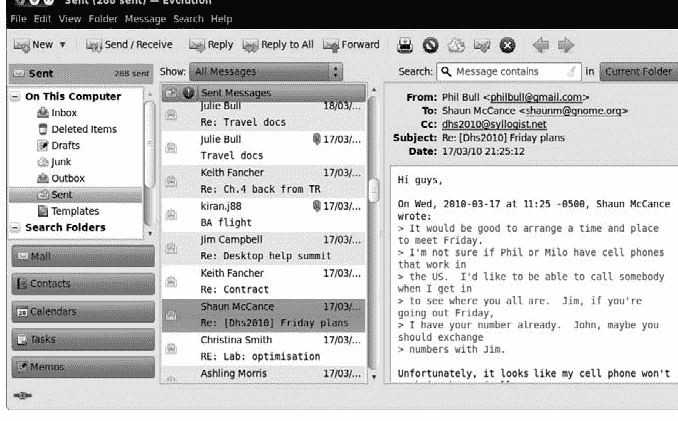 Sent (288 sent) — Evolution
File Edit View Folder Message Search Help
New Send / Receive Reply Reply to All Forward
Sent 288 sent
Show: All Messages
Search: Message contains in Current Folder
On This Computer
Inbox
Deleted Items
Drafts
Junk
Outbox
Sent
Templates
Search Folders
Mail
Contacts
Calendars
Tasks
Memos
Sent Messages
Julie Bull 18/03/...
Re: Travel docs
Julie Bull 17/03/...
Travel docs
Keith Fancher 17/03/...
Re: Ch.4 back from TR
kiran.j88 17/03/...
BA flight
Jim Campbell 17/03/...
Re: Desktop help summit
Keith Fancher 17/03/...
Re: Contract
Shaun McCance 17/03/...
Re: [Dhs2010] Friday plans
Christina Smith 17/03/...
RE: Lab: optimisation
Ashling Morris 17/03/...
From: Phil Bull <philbull@gmail.com>
To: Shaun McCance <shaunm@gnome.org>
Cc: dhs2010@syllogist.net
Subject: Re: [Dhs2010] Friday plans
Date: 17/03/10 21:25:12
Hi guys,
On Wed, 2010-03-17 at 11:25 -0500, Shaun McCance
wrote:
> It would be good to arrange a time and place
to meet Friday.
> I'm not sure if Phil or Milo have cell phones
that work in
> the US. I'd like to be able to call somebody
when I get in
> to see where you all are. Jim, if you're
going out Friday,
> I have your number already. John, maybe you
should exchange
> numbers with Jim.
Unfortunately, it looks like my cell phone won't